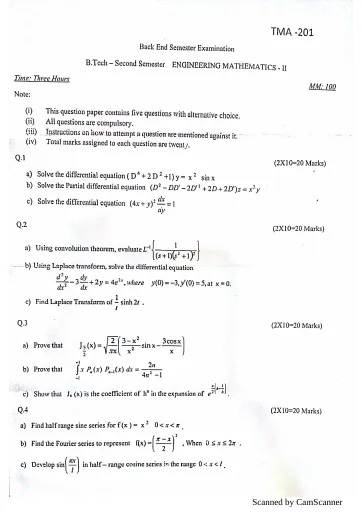 TMA -201
Back End Semester Examination
B.Tech – Second Semester ENGINEERING MATHEMATICS - II
Time: Three Hours
MM: 100
Note:
(i) This question paper contains five questions with alternative choice.
(ii) All questions are compulsory.
(iii) Instructions on how to attempt a question are mentioned against it.
(iv) Total marks assigned to each question are twenty.
Q.1
(2X10=20 Marks)
a) Solve the differential equation ( D⁴ + 2 D² +1) y = x² sin x
b) Solve the Partial differential equation (D² – DD' – 2D'² + 2D + 2D')z = x²y
c) Solve the differential equation (4x + y)² dx/dy = 1
Q.2
(2X10=20 Marks)
a) Using convolution theorem, evaluate L⁻¹{1/((s+1)(s²+1)²)}
b) Using Laplace transform, solve the differential equation
d²y/dx² – 3 dy/dx + 2y = 4e²ˣ, where y(0) = –3, y'(0) = 5, at x = 0.
c) Find Laplace Transform of 1/t sinh 2t .
Q.3
(2X10=20 Marks)
a) Prove that J₅/₂(x) = √(2/πx) (3–x²/x² sin x – 3cosx/x)
b) Prove that ∫ x Pₙ(x) Pₙ₋₁(x) dx = 2n/(4n² –1)
c) Show that Jₙ (x) is the coefficient of hⁿ in the expansion of
Q.4
(2X10=20 Marks)
a) Find half range sine series for f (x) = x² 0 < x < π .
b) Find the Fourier series to represent f(x) = ((π – x)/2)² , When 0 ≤ x ≤ 2π .
c) Develop sin(πx/l) in half – range cosine series in the range 0 < x < l .
Scanned by CamScanner